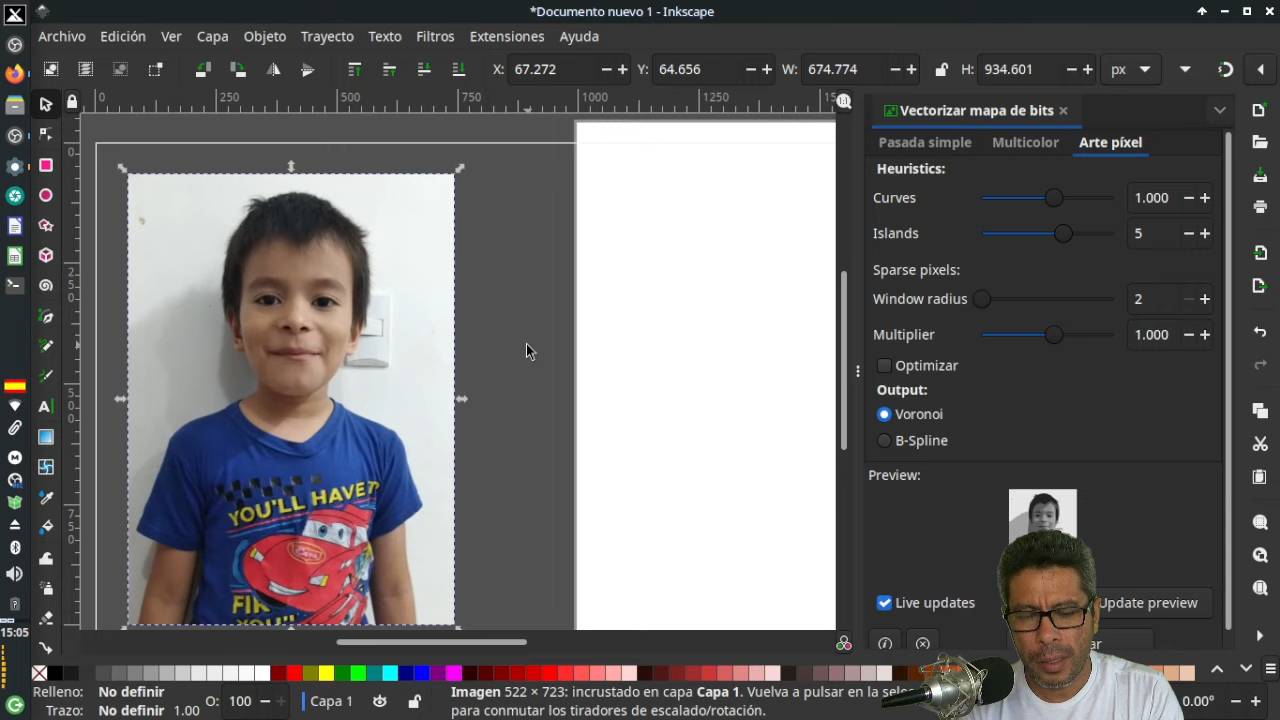 *Documento nuevo 1 - Inkscape
Archivo Edición Ver Capa Objeto Trayecto Texto Filtros Extensiones Ayuda
X: 67.272 Y: 64.656 W: 674.774 H: 934.601 px
0 250 500 750 1000 1250
Vectorizar mapa de bits
Pasada simple Multicolor Arte píxel
Heuristics:
Curves 1.000
Islands 5
Sparse pixels:
Window radius 2
Multiplier 1.000
Optimizar
Output:
Voronoi
B-Spline
Preview:
Live updates
Update preview
YOU'LL HAVE
15:05
Relleno: No definir
Trazo: No definir 1.00
O: 100
Capa 1
Imagen 522 × 723: incrustado en capa Capa 1. Vuelva a pulsar en la
para conmutar los tiradores de escalado/rotación.
0.00°